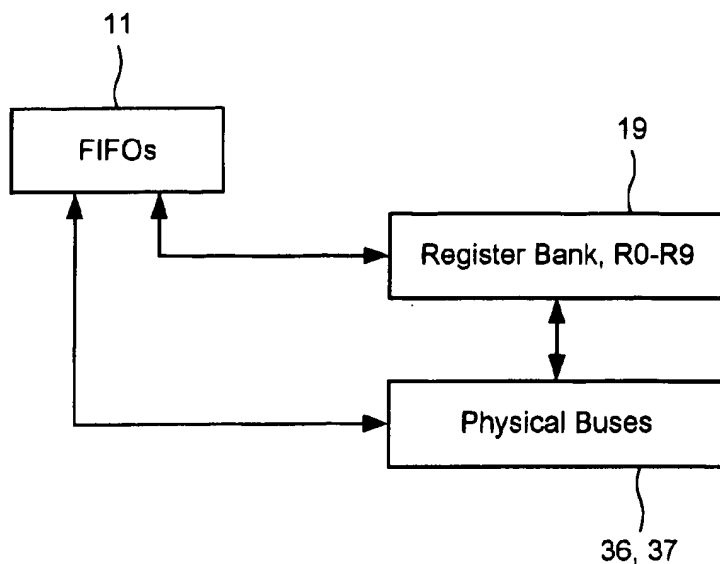 11
FIFOs
19
Register Bank, R0-R9
Physical Buses
36, 37